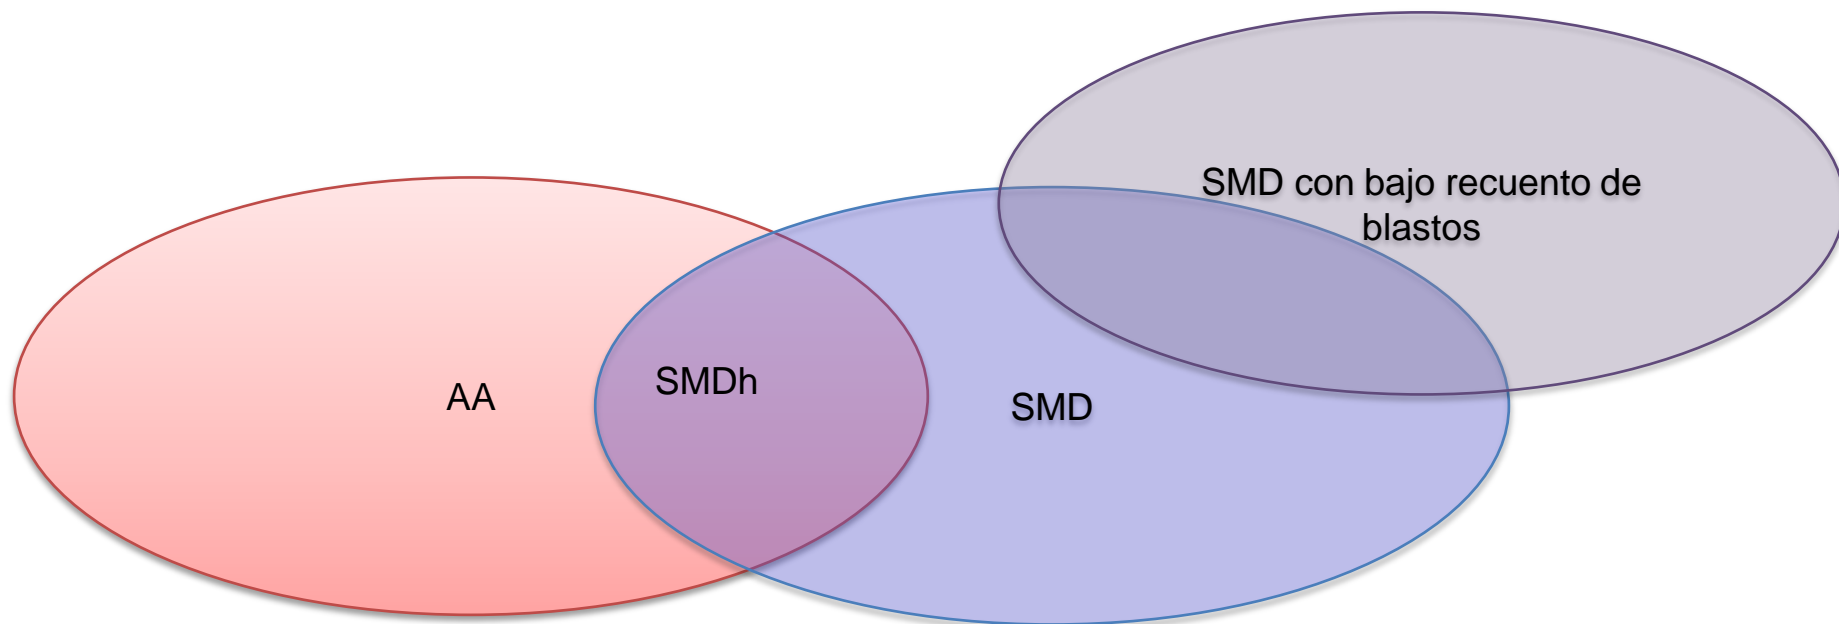 SMD con bajo recuento de
blastos
AA
SMDh
SMD